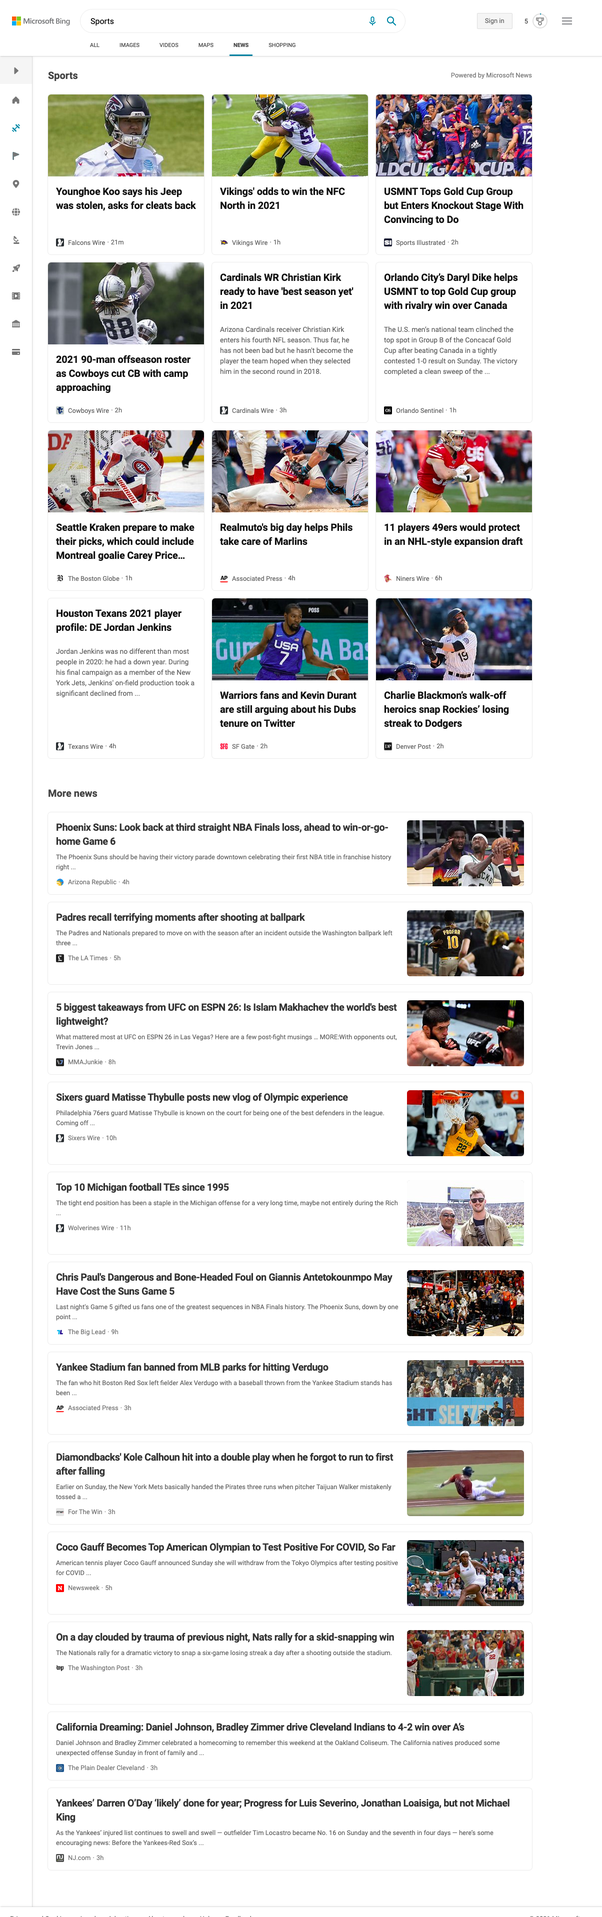 Microsoft Bing
Sports
Sign in
5
ALL IMAGES VIDEOS MAPS NEWS SHOPPING
Sports
Powered by Microsoft News
Younghoe Koo says his Jeep
was stolen, asks for cleats back
Falcons Wire · 21m
Vikings' odds to win the NFC
North in 2021
Vikings Wire · 1h
USMNT Tops Gold Cup Group
but Enters Knockout Stage With
Convincing to Do
Sports Illustrated · 2h
2021 90-man offseason roster
as Cowboys cut CB with camp
approaching
Cowboys Wire · 2h
Cardinals WR Christian Kirk
ready to have 'best season yet'
in 2021
Arizona Cardinals receiver Christian Kirk
enters his fourth NFL season. Thus far, he
has not been bad but he hasn't become the
player the team hoped when they selected
him in the second round in 2018.
Cardinals Wire · 3h
Orlando City's Daryl Dike helps
USMNT to top Gold Cup group
with rivalry win over Canada
The U.S. men's national team clinched the
top spot in Group B of the Concacaf Gold
Cup after beating Canada in a tightly
contested 1-0 result on Sunday. The victory
completed a clean sweep of the ...
Orlando Sentinel · 1h
Seattle Kraken prepare to make
their picks, which could include
Montreal goalie Carey Price...
The Boston Globe · 1h
Realmuto's big day helps Phils
take care of Marlins
Associated Press · 4h
11 players 49ers would protect
in an NHL-style expansion draft
Niners Wire · 6h
Houston Texans 2021 player
profile: DE Jordan Jenkins
Jordan Jenkins was no different than most
people in 2020: he had a down year. During
his final campaign as a member of the New
York Jets, Jenkins' on-field production took a
significant declined from ...
Texans Wire · 4h
Warriors fans and Kevin Durant
are still arguing about his Dubs
tenure on Twitter
SF Gate · 2h
Charlie Blackmon's walk-off
heroics snap Rockies' losing
streak to Dodgers
Denver Post · 2h
More news
Phoenix Suns: Look back at third straight NBA Finals loss, ahead to win-or-go-
home Game 6
The Phoenix Suns should be having their victory parade downtown celebrating their first NBA title in franchise history
right ...
Arizona Republic · 4h
Padres recall terrifying moments after shooting at ballpark
The Padres and Nationals prepared to move on with the season after an incident outside the Washington ballpark left
three ...
The LA Times · 5h
5 biggest takeaways from UFC on ESPN 26: Is Islam Makhachev the world's best
lightweight?
What mattered most at UFC on ESPN 26 in Las Vegas? Here are a few post-fight musings ... MORE:With opponents out,
Trevin Jones ...
MMAJunkie · 8h
Sixers guard Matisse Thybulle posts new vlog of Olympic experience
Philadelphia 76ers guard Matisse Thybulle is known on the court for being one of the best defenders in the league.
Coming off ...
Sixers Wire · 10h
Top 10 Michigan football TEs since 1995
The tight end position has been a staple in the Michigan offense for a very long time, maybe not entirely during the Rich
...
Wolverines Wire · 11h
Chris Paul's Dangerous and Bone-Headed Foul on Giannis Antetokounmpo May
Have Cost the Suns Game 5
Last night's Game 5 gifted us fans one of the greatest sequences in NBA Finals history. The Phoenix Suns, down by one
point ...
The Big Lead · 9h
Yankee Stadium fan banned from MLB parks for hitting Verdugo
The fan who hit Boston Red Sox left fielder Alex Verdugo with a baseball thrown from the Yankee Stadium stands has
been ...
Associated Press · 3h
Diamondbacks' Kole Calhoun hit into a double play when he forgot to run to first
after falling
Earlier on Sunday, the New York Mets basically handed the Pirates three runs when pitcher Taijuan Walker mistakenly
tossed a ...
For The Win · 3h
Coco Gauff Becomes Top American Olympian to Test Positive For COVID, So Far
American tennis player Coco Gauff announced Sunday she will withdraw from the Tokyo Olympics after testing positive
for COVID ...
Newsweek · 5h
On a day clouded by trauma of previous night, Nats rally for a skid-snapping win
The Nationals rally for a dramatic victory to snap a six-game losing streak a day after a shooting outside the stadium.
The Washington Post · 3h
California Dreaming: Daniel Johnson, Bradley Zimmer drive Cleveland Indians to 4-2 win over A's
Daniel Johnson and Bradley Zimmer celebrated a homecoming to remember this weekend at the Oakland Coliseum. The California natives produced some
unexpected offense Sunday in front of family and ...
The Plain Dealer Cleveland · 3h
Yankees' Darren O'Day 'likely' done for year; Progress for Luis Severino, Jonathan Loaisiga, but not Michael
King
As the Yankees' injured list continues to swell and swell — outfielder Tim Locastro became No. 16 on Sunday and the seventh in four days — here's some
encouraging news: Before the Yankees-Red Sox's ...
NJ.com · 3h